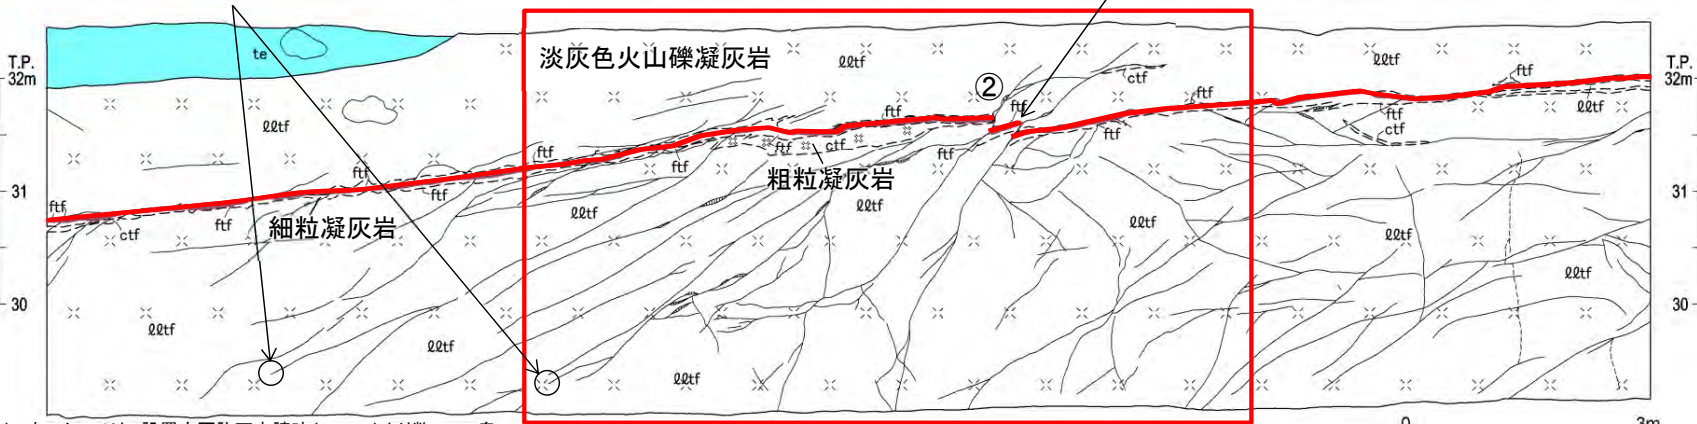 te
T.P.
32m
31
30
淡灰色火山礫凝灰岩
ℓℓtf
ℓℓtf
②
ftf
ctf
ftf
ℓℓtf
ftf
T.P.
32m
ℓℓtf
ℓℓtf
ftf
ctf
ftf
ftf
ctf
ftf
ftf
ftf
粗粒凝灰岩
ftf
ftf
ftf
ftf
ftf
ctf
細粒凝灰岩
ℓℓtf
ℓℓtf
ℓℓtf
ℓℓtf
31
ℓℓtf
30
ℓℓtf
ℓℓtf
ℓℓtf
0
3m